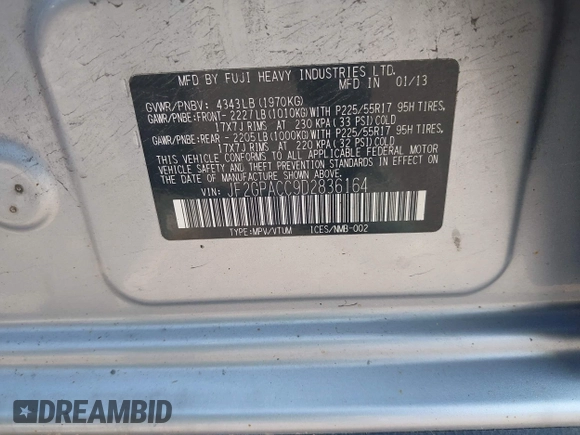 MFD BY FUJI HEAVY INDUSTRIES LTD.
MFD IN 01/13
GVWR/PNBV: 4343LB(1970KG)
GAWR/PNBE:FRONT- 2227LB(1010KG)WITH P225/55R17 95H TIRES,
17X7J RIMS AT 230 KPA(33 PSI)COLD
GAWR/PNBE:REAR - 2205LB(1000KG)WITH P225/55R17 95H TIRES,
17X7J RIMS AT 220 KPA(32 PSI)COLD
THIS VEHICLE CONFORMS TO ALL APPLICABLE FEDERAL MOTOR
VEHICLE SAFETY AND THEFT PREVENTION STANDARDS IN EFFECT ON
THE DATE OF MANUFACTURE SHOWN ABOVE.
VIN: JF2GPACC9D2836164
TYPE:MPV/VTUM ICES/NMB-002
DREAMBID